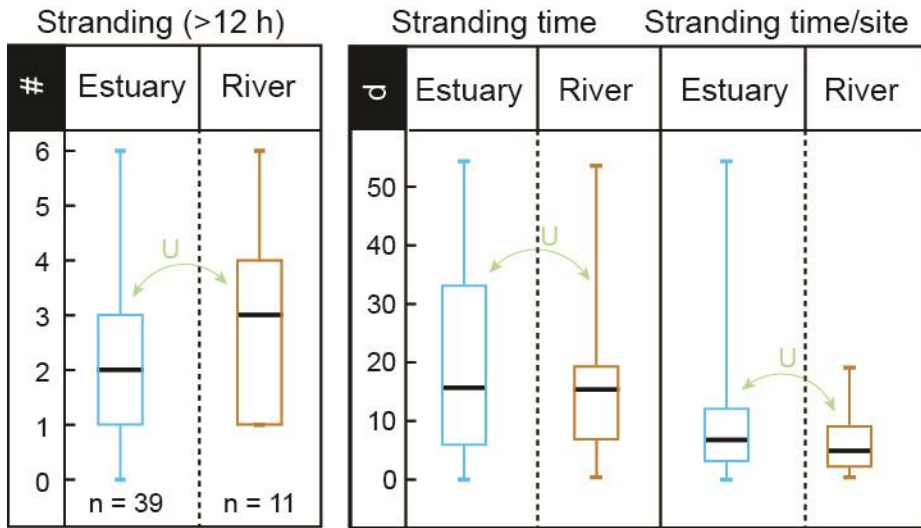 Stranding (>12 h)
# Estuary River
6
5
4
3
2
1
0
U
n = 39 n = 11
Stranding time Stranding time/site
d Estuary River Estuary River
50
40
30
20
10
0
U
U